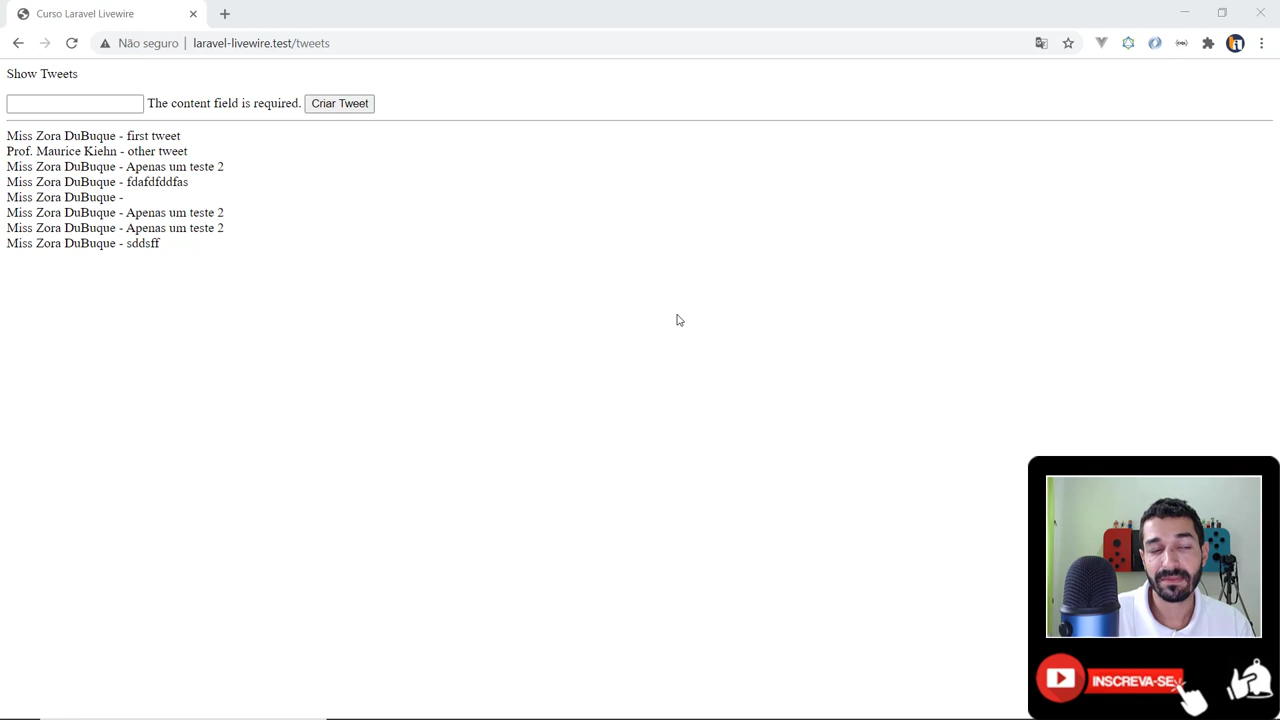 Curso Laravel Livewire
Não seguro laravel-livewire.test/tweets
Show Tweets
The content field is required. Criar Tweet
Miss Zora DuBuque - first tweet
Prof. Maurice Kiehn - other tweet
Miss Zora DuBuque - Apenas um teste 2
Miss Zora DuBuque - fdafdfddfas
Miss Zora DuBuque -
Miss Zora DuBuque - Apenas um teste 2
Miss Zora DuBuque - Apenas um teste 2
Miss Zora DuBuque - sddsff
INSCREVA-SE